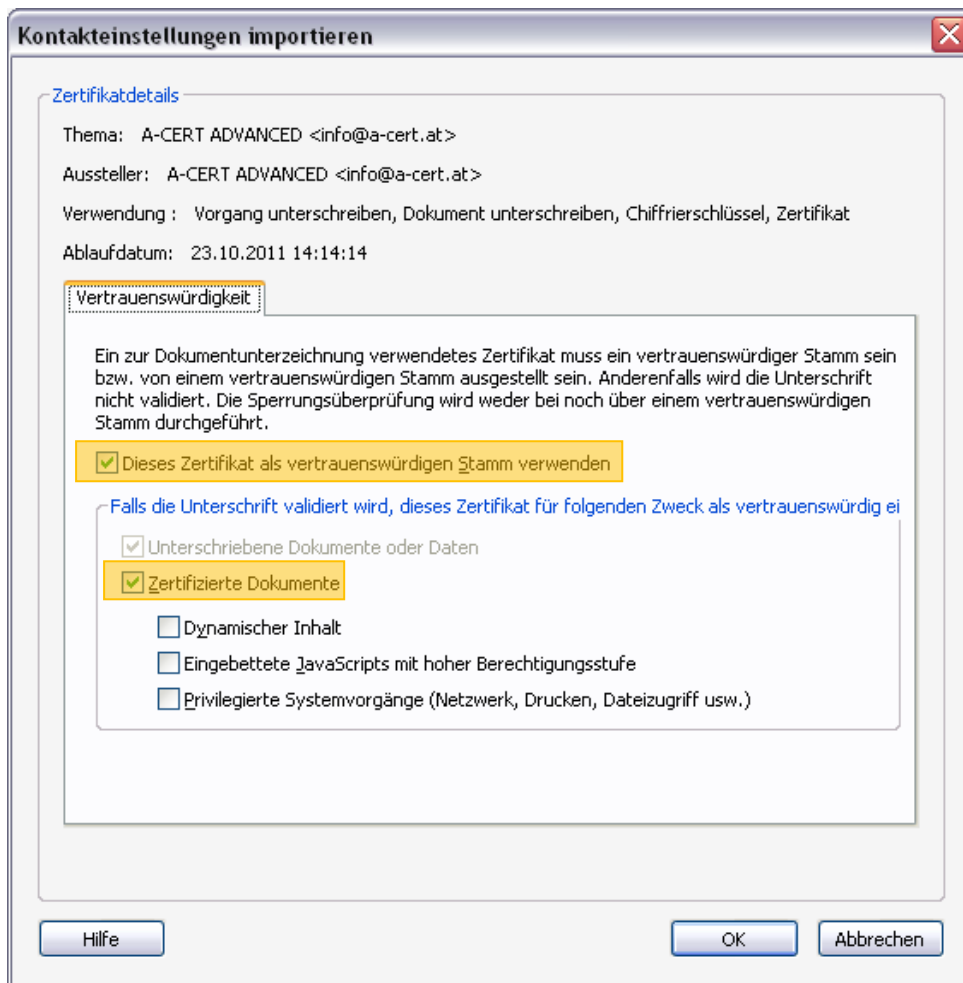 Kontakteinstellungen importieren
Zertifikatdetails
Thema: A-CERT ADVANCED <info@a-cert.at>
Aussteller: A-CERT ADVANCED <info@a-cert.at>
Verwendung : Vorgang unterschreiben, Dokument unterschreiben, Chiffrierschlüssel, Zertifikat
Ablaufdatum: 23.10.2011 14:14:14
Vertrauenswürdigkeit
Ein zur Dokumentunterzeichnung verwendetes Zertifikat muss ein vertrauenswürdiger Stamm sein
bzw. von einem vertrauenswürdigen Stamm ausgestellt sein. Anderenfalls wird die Unterschrift
nicht validiert. Die Sperrungsüberprüfung wird weder bei noch über einem vertrauenswürdigen
Stamm durchgeführt.
Dieses Zertifikat als vertrauenswürdigen Stamm verwenden
Falls die Unterschrift validiert wird, dieses Zertifikat für folgenden Zweck als vertrauenswürdig ei
Unterschriebene Dokumente oder Daten
Zertifizierte Dokumente
Dynamischer Inhalt
Eingebettete JavaScripts mit hoher Berechtigungsstufe
Privilegierte Systemvorgänge (Netzwerk, Drucken, Dateizugriff usw.)
Hilfe
OK
Abbrechen